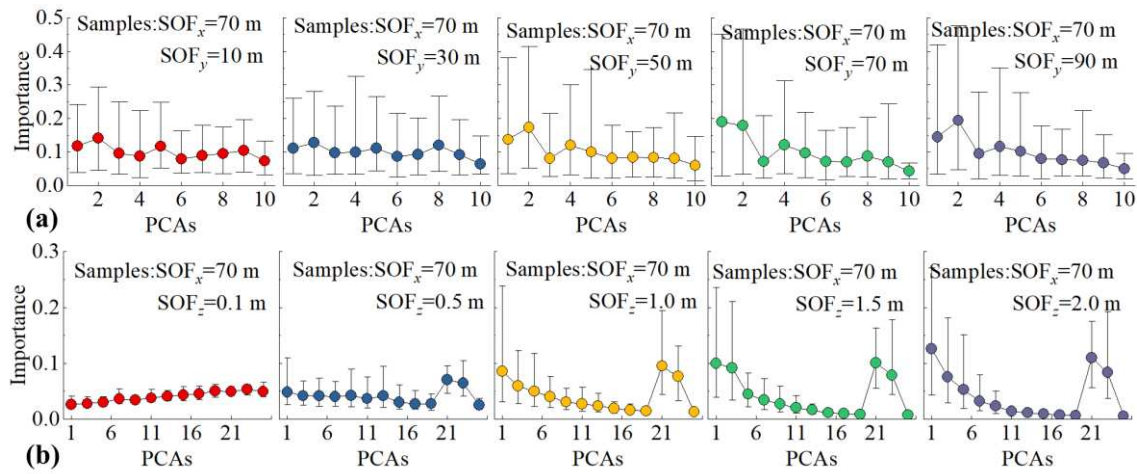 0.5
0.4
0.3
0.2
0.1
0.0
Importance
Samples:SOFx=70 m
SOFy=10 m
Samples:SOFx=70 m
SOFy=30 m
Samples:SOFx=70 m
SOFy=50 m
Samples:SOFx=70 m
SOFy=70 m
Samples:SOFx=70 m
SOFy=90 m
2 4 6 8 10
2 4 6 8 10
2 4 6 8 10
2 4 6 8 10
2 4 6 8 10
(a)
PCAs
PCAs
PCAs
PCAs
PCAs
0.3
0.2
0.1
0.0
Importance
Samples:SOFx=70 m
SOFz=0.1 m
Samples:SOFx=70 m
SOFz=0.5 m
Samples:SOFx=70 m
SOFz=1.0 m
Samples:SOFx=70 m
SOFz=1.5 m
Samples:SOFx=70 m
SOFz=2.0 m
1 6 11 16 21
1 6 11 16 21
1 6 11 16 21
1 6 11 16 21
1 6 11 16 21
(b)
PCAs
PCAs
PCAs
PCAs
PCAs